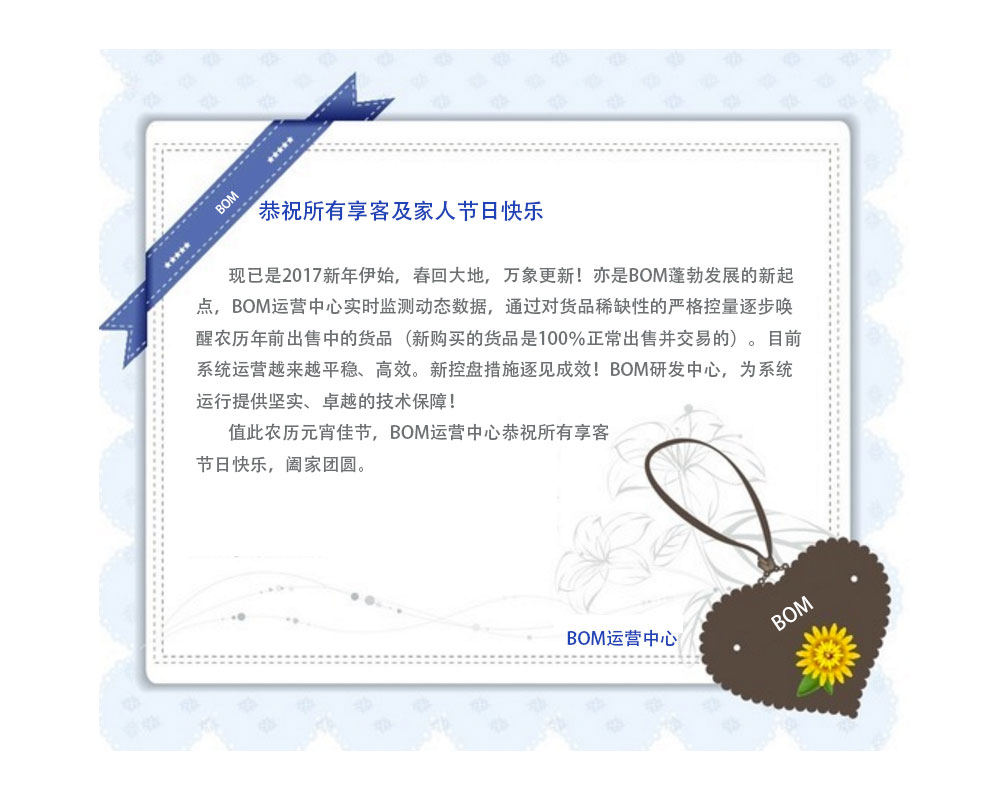 BOM
恭祝所有享客及家人节日快乐
现已是2017新年伊始，春回大地，万象更新！亦是BOM蓬勃发展的新起
点，BOM运营中心实时监测动态数据，通过对货品稀缺性的严格控量逐步唤
醒农历年前出售中的货品（新购买的货品是100%正常出售并交易的）。目前
系统运营越来越平稳、高效。新控盘措施逐见成效！BOM研发中心，为系统
运行提供坚实、卓越的技术保障！
值此农历元宵佳节，BOM运营中心恭祝所有享客
节日快乐，阖家团圆。
BOM
BOM运营中心